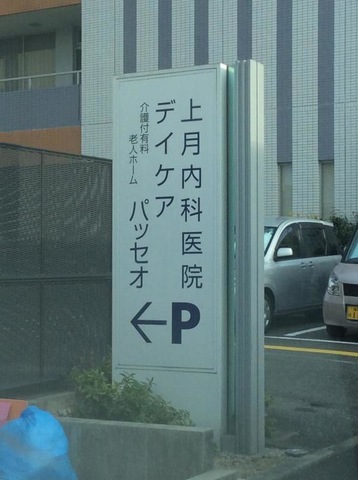 上月内科医院
デイケア
介護付有料
老人ホーム
パッセオ
←P